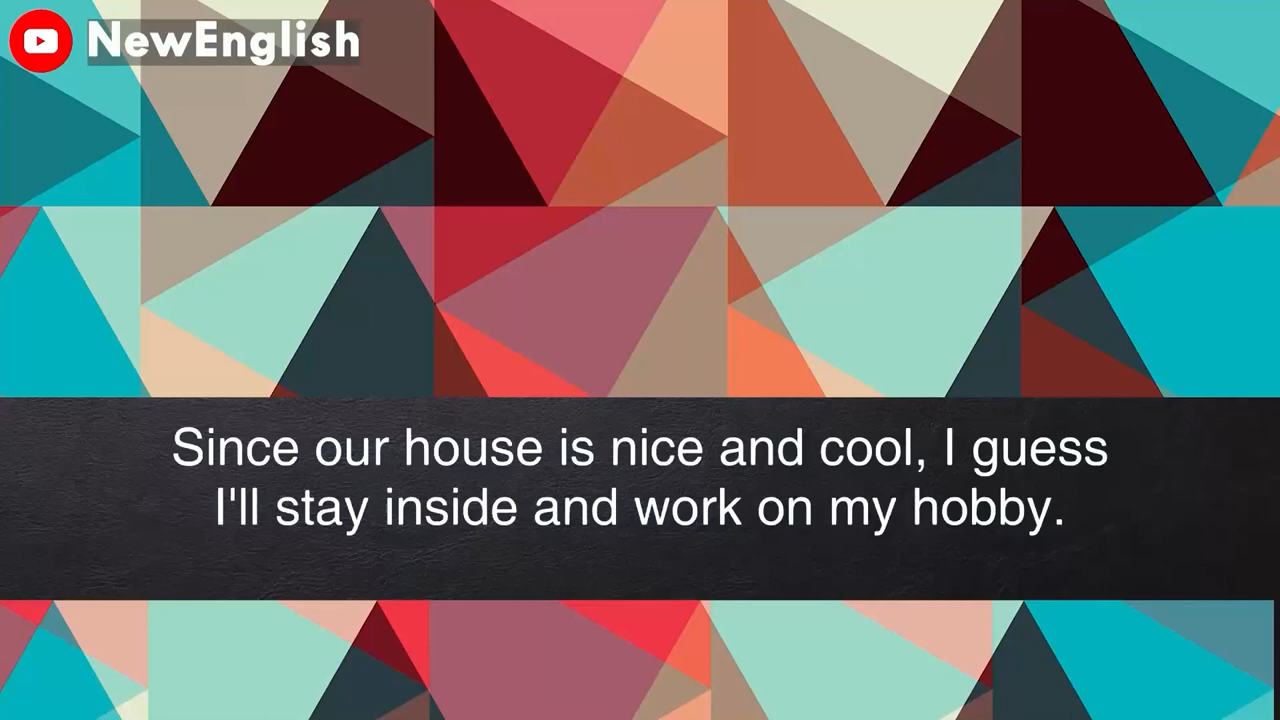 NewEnglish
Since our house is nice and cool, I guess
I'll stay inside and work on my hobby.